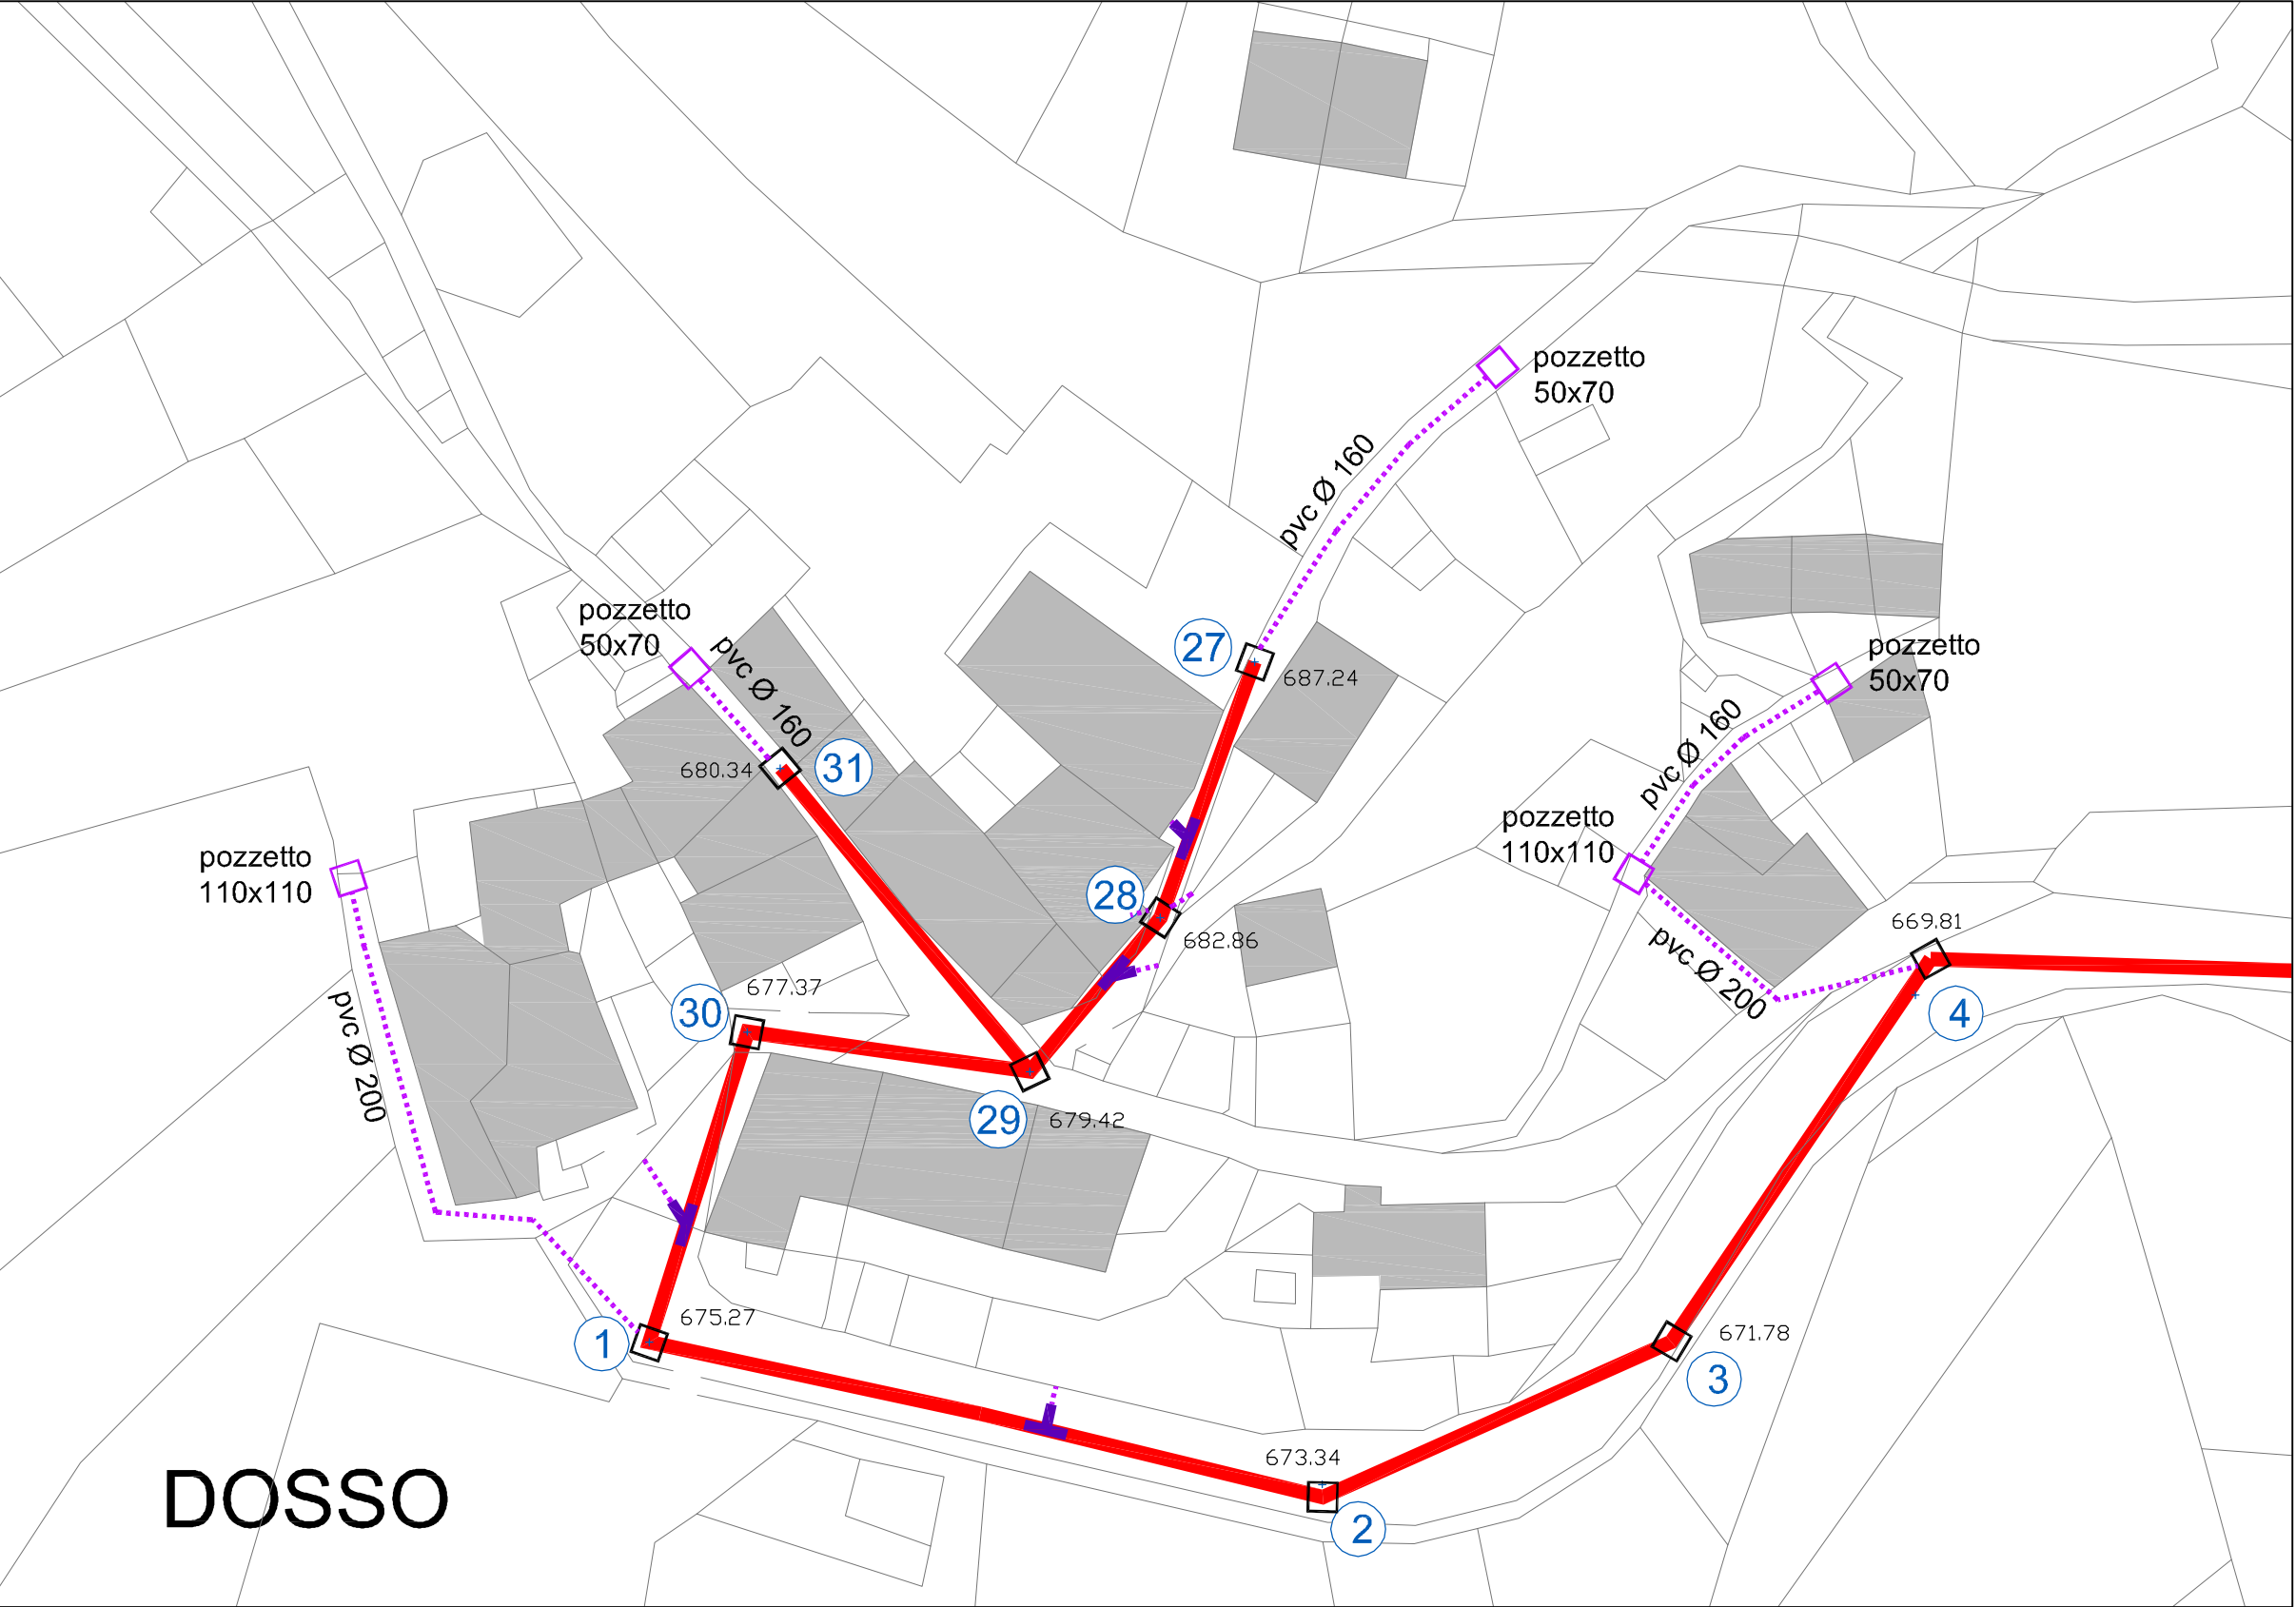 pozzetto
50x70
pvc Ø 160
pozzetto
50x70
pvc Ø 160
27
687.24
pozzetto
50x70
pvc Ø 160
680.34
31
pozzetto
110x110
pozzetto
110x110
28
682.86
669.81
pvc Ø 200
4
677.37
30
pvc Ø 200
29
679.42
675.27
1
671.78
3
673.34
2
DOSSO